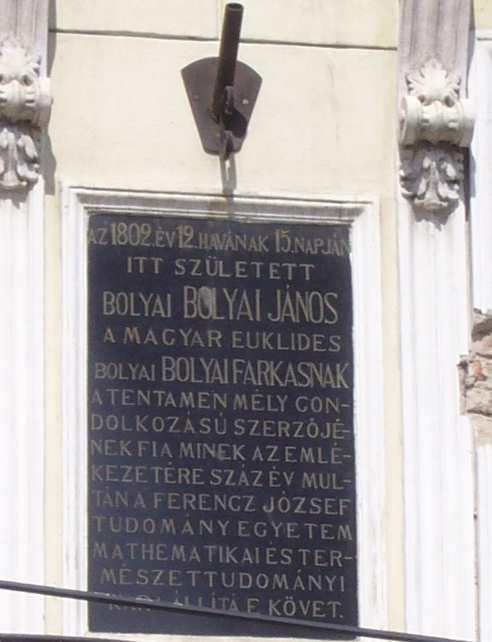 AZ 1802. ÉV 12. HAVÁNAK 15. NAPJÁN
ITT SZÜLETETT
BOLYAI BOLYAI JÁNOS
A MAGYAR EUKLIDES
BOLYAI BOLYAI FARKASNAK
A TENTAMEN MÉLY GON-
DOLKOZÁSÚ SZERZŐJÉ-
NEK FIA MINEK AZ EMLÉ-
KEZETÉRE SZÁZ ÉV MUL-
TÁN A FERENCZ JÓZSEF
TUDOMÁNY EGYETEM
MATHEMATIKAI ÉS TER-
MÉSZETTUDOMÁNYI
KARA ÁLLÍTÁ E KÖVET.